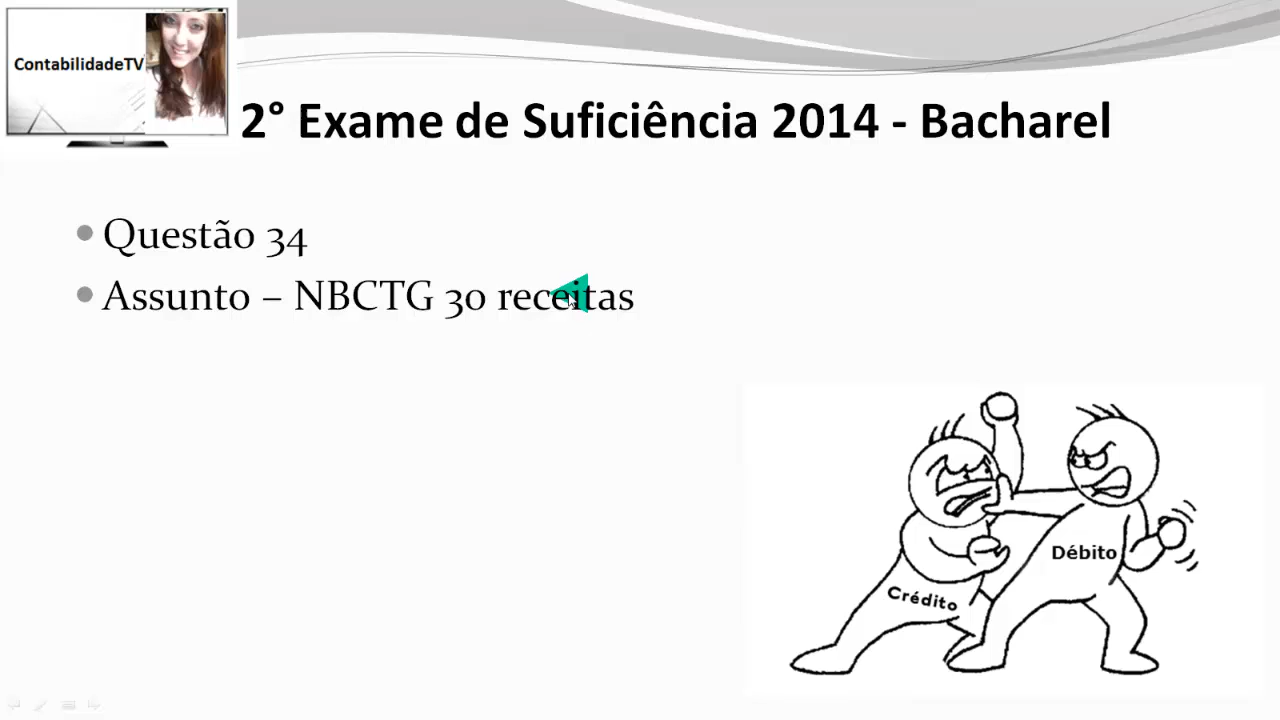 ContabilidadeTV
2° Exame de Suficiência 2014 - Bacharel
Questão 34
Assunto – NBCTG 30 receitas
Débito
Crédito